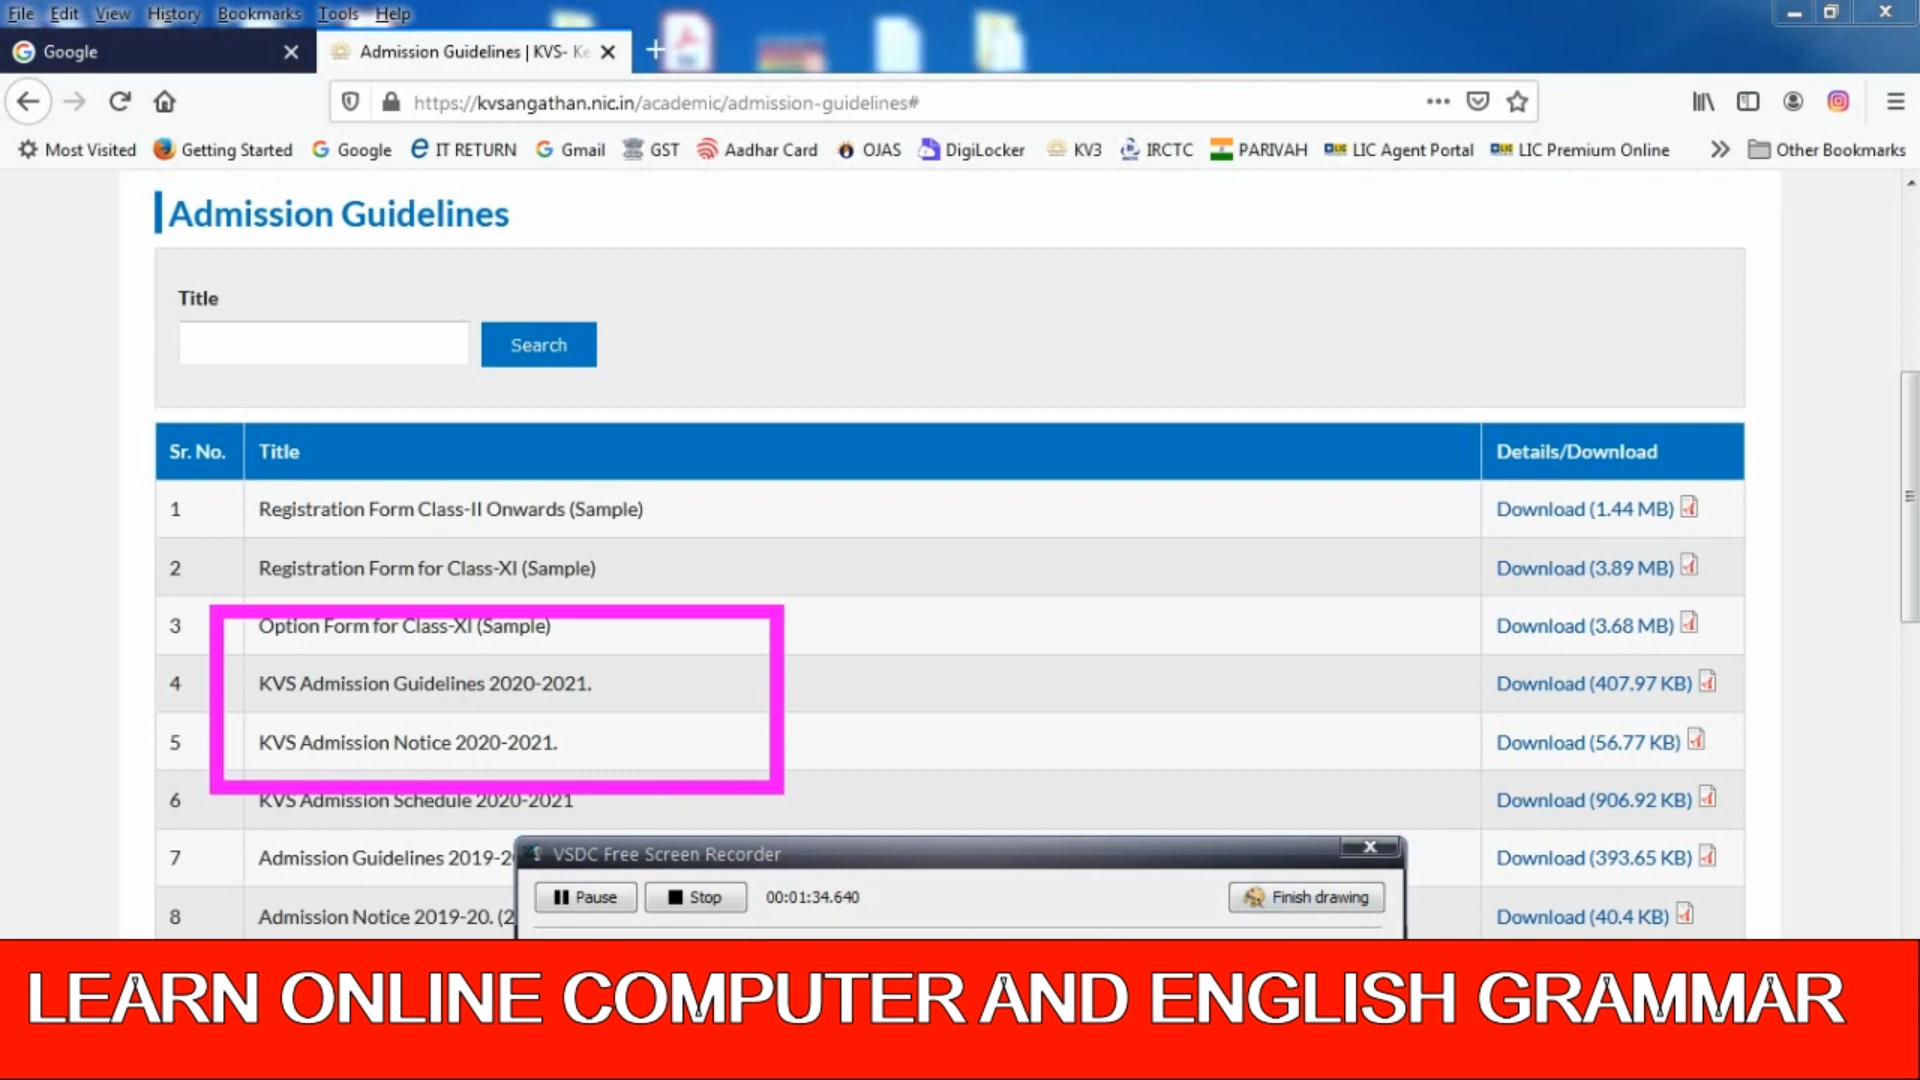 File Edit View History Bookmarks Tools Help
Google
Admission Guidelines | KVS- Ke
https://kvsangathan.nic.in/academic/admission-guidelines#
Most Visited Getting Started Google IT RETURN Gmail GST Aadhar Card OJAS DigiLocker KV3 IRCTC PARIVAH LIC Agent Portal LIC Premium Online Other Bookmarks
Admission Guidelines
Title
Search
Sr. No. Title Details/Download
1 Registration Form Class-II Onwards (Sample) Download (1.44 MB)
2 Registration Form for Class-XI (Sample) Download (3.89 MB)
3 Option Form for Class-XI (Sample) Download (3.68 MB)
4 KVS Admission Guidelines 2020-2021. Download (407.97 KB)
5 KVS Admission Notice 2020-2021. Download (56.77 KB)
6 KVS Admission Schedule 2020-2021 Download (906.92 KB)
7 Admission Guidelines 2019-2 Download (393.65 KB)
VSDC Free Screen Recorder
Pause Stop 00:01:34.640 Finish drawing
8 Admission Notice 2019-20. (2 Download (40.4 KB)
LEARN ONLINE COMPUTER AND ENGLISH GRAMMAR